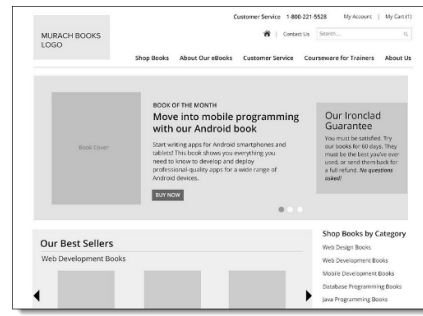 Customer Service 1-800-221-5528 My Account | My Cart(1)
MURACH BOOKS
LOGO
| Contact Us Search...
Shop Books About Our eBooks Customer Service Courseware for Trainers About Us
Book Cover
BOOK OF THE MONTH
Move into mobile programming
with our Android book
Start writing apps for Android smartphones and
tablets! This book shows you everything you
need to know to develop and deploy
professional-quality apps for a wide range of
Android devices.
BUY NOW
Our Ironclad
Guarantee
You must be satisfied. Try
our books for 60 days. They
must be the best you've ever
used, or send them back for
a full refund. No questions
asked!
Our Best Sellers
Web Development Books
Shop Books by Category
Web Design Books
Web Development Books
Mobile Development Books
Database Programming Books
Java Programming Books